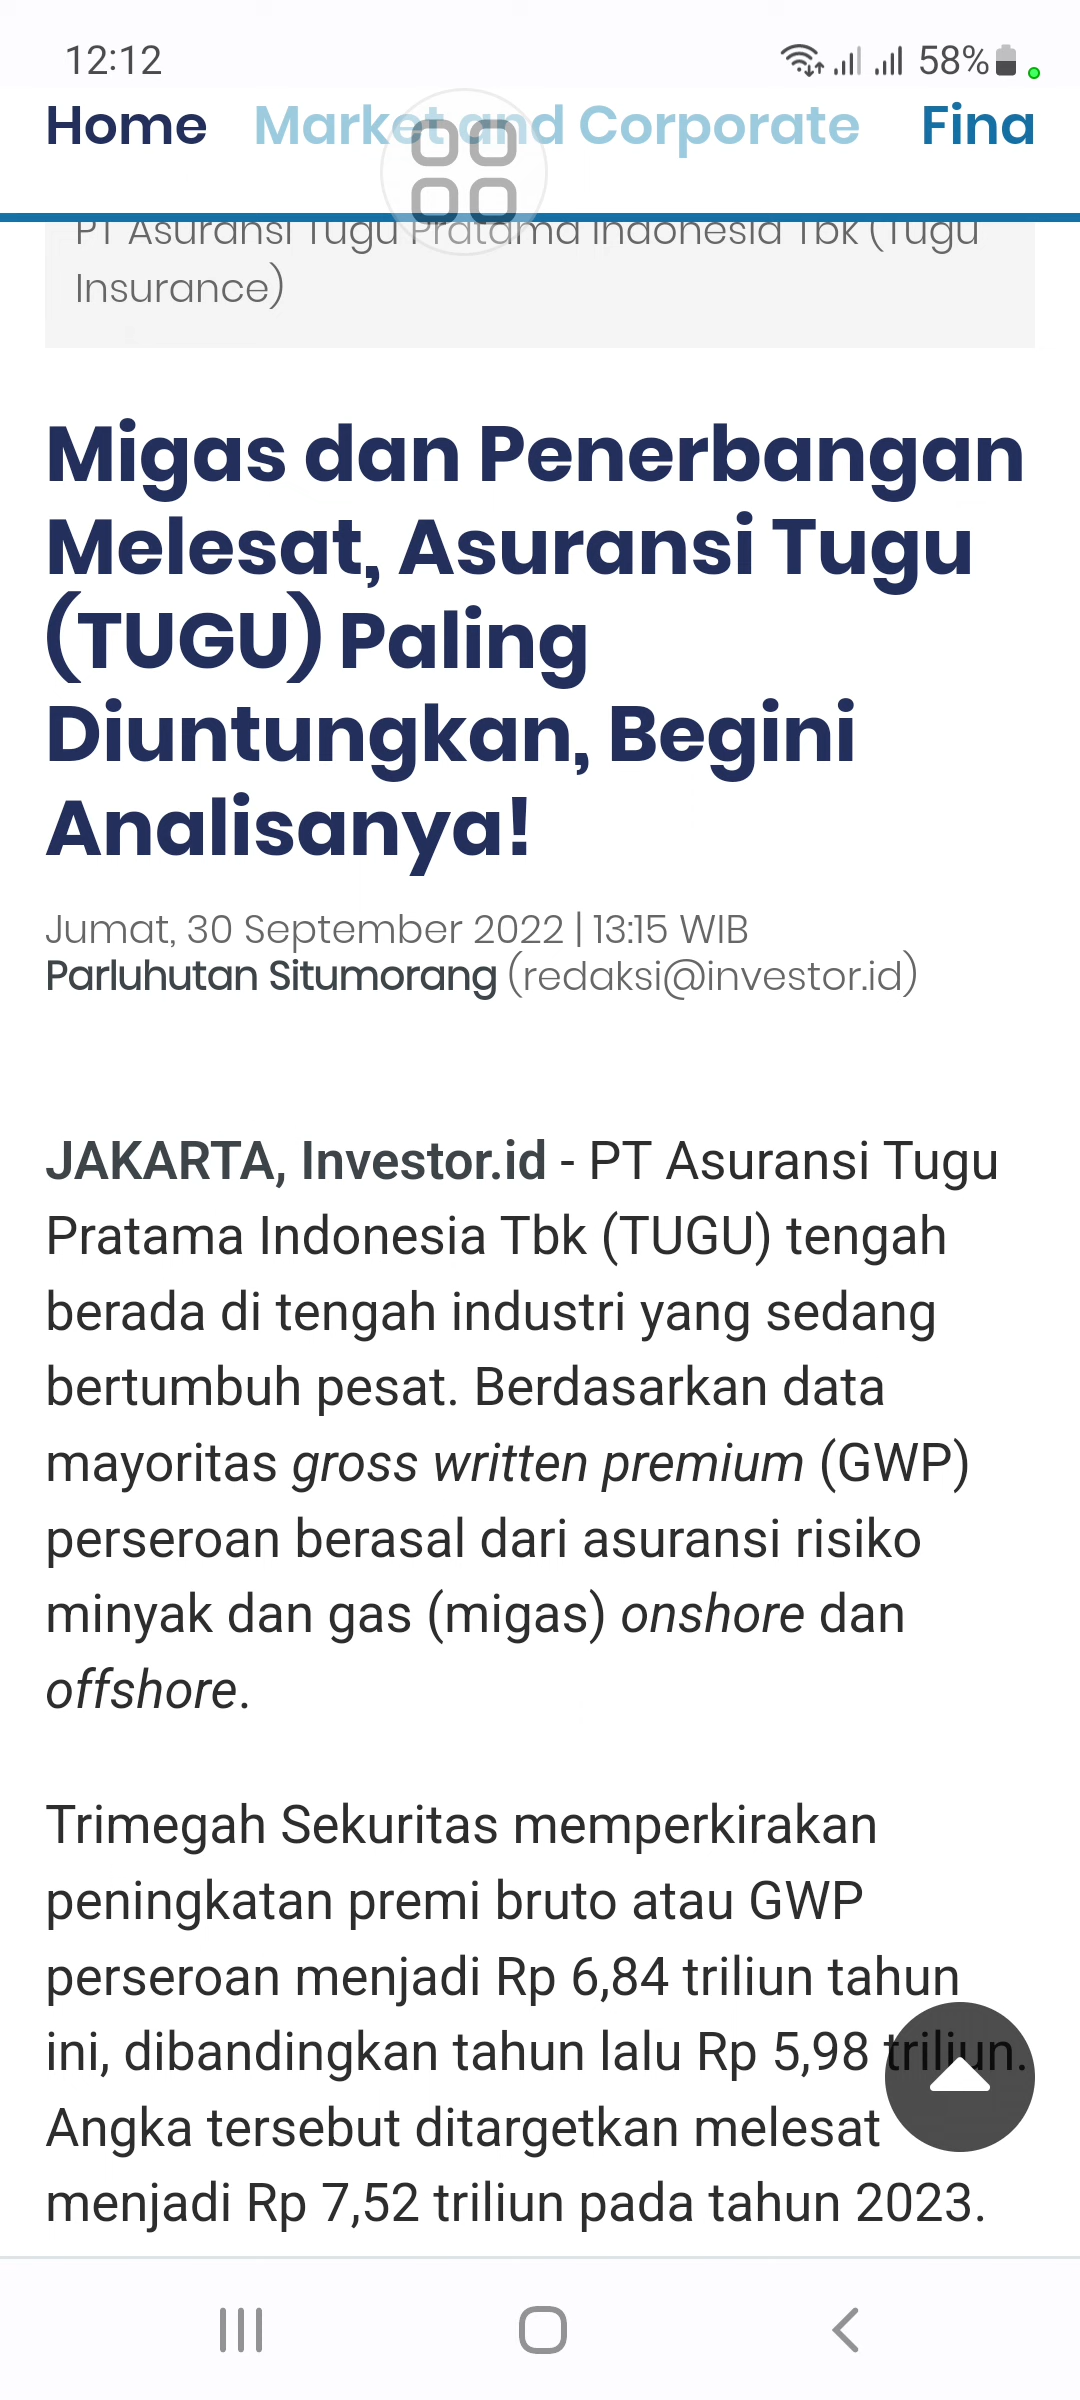 12:12
58%
Home Market and Corporate Fina
PT Asuransi Tugu Pratama Indonesia Tbk (Tugu
Insurance)
Migas dan Penerbangan
Melesat, Asuransi Tugu
(TUGU) Paling
Diuntungkan, Begini
Analisanya!
Jumat, 30 September 2022 | 13:15 WIB
Parluhutan Situmorang (redaksi@investor.id)
JAKARTA, Investor.id - PT Asuransi Tugu
Pratama Indonesia Tbk (TUGU) tengah
berada di tengah industri yang sedang
bertumbuh pesat. Berdasarkan data
mayoritas gross written premium (GWP)
perseroan berasal dari asuransi risiko
minyak dan gas (migas) onshore dan
offshore.
Trimegah Sekuritas memperkirakan
peningkatan premi bruto atau GWP
perseroan menjadi Rp 6,84 triliun tahun
ini, dibandingkan tahun lalu Rp 5,98 triliun.
Angka tersebut ditargetkan melesat
menjadi Rp 7,52 triliun pada tahun 2023.